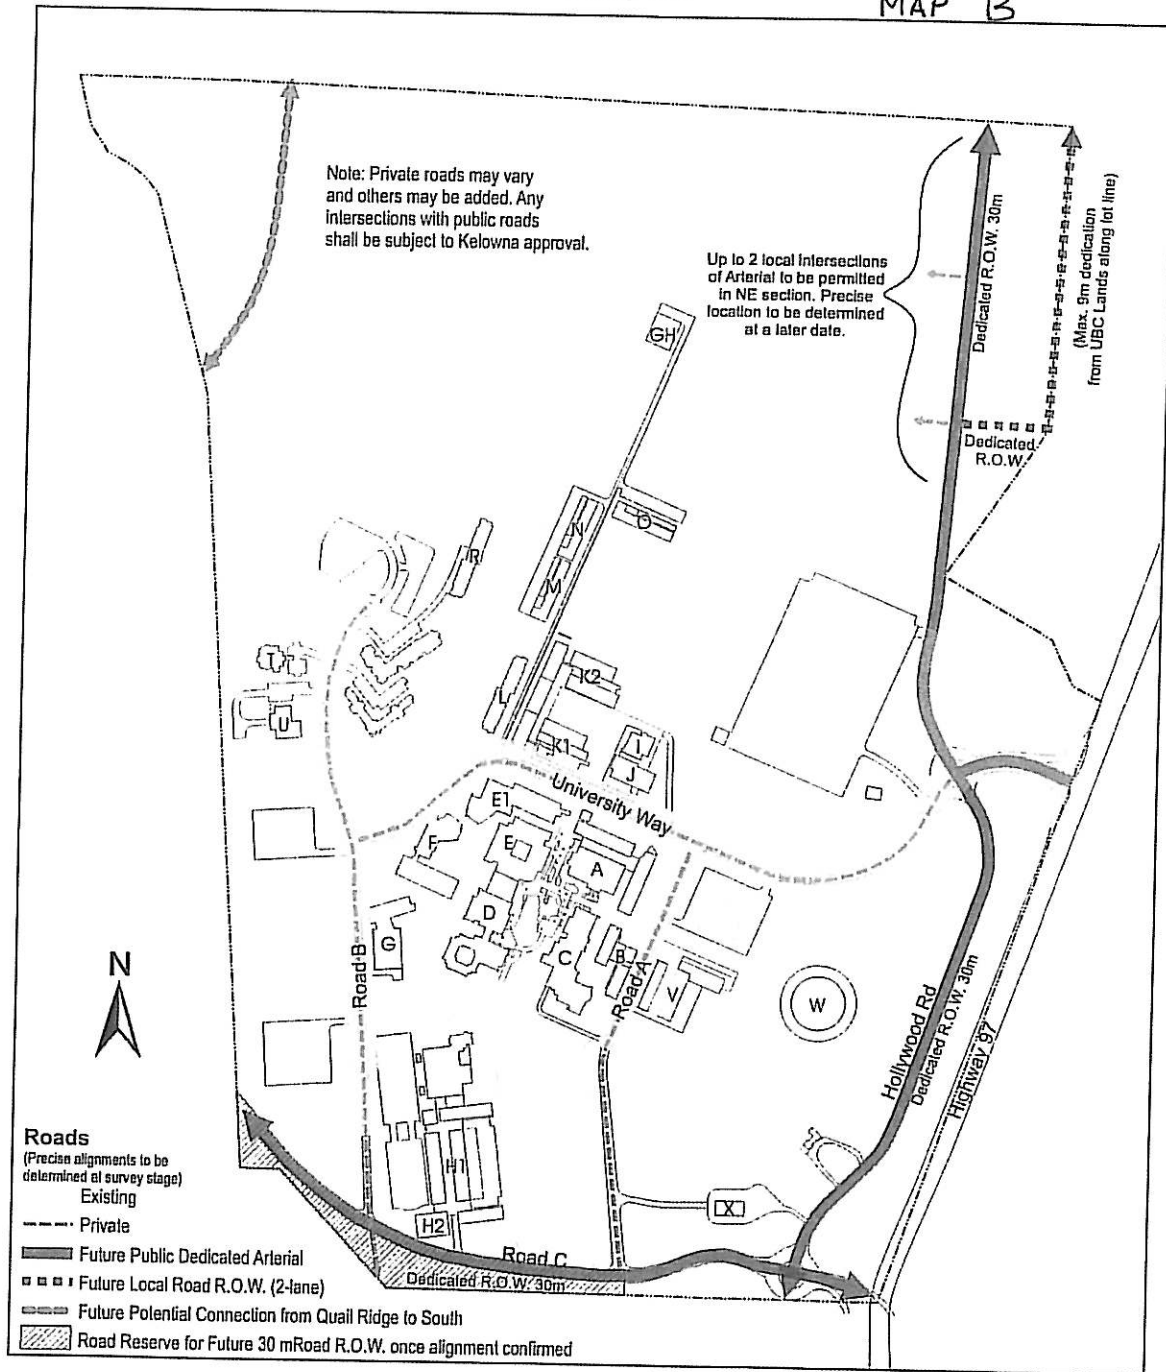 MAP B
Note: Private roads may vary
and others may be added. Any
intersections with public roads
shall be subject to Kelowna approval.
Up to 2 local intersections
of Arterial to be permitted
in NE section. Precise
location to be determined
at a later date.
Dedicated R.O.W. 30m
(Max. 9m dedication
from UBC Lands along lot line)
Dedicated
R.O.W.
GH
N
O
R
M
T
K2
L
U
K1
I
J
University Way
E1
F
E
A
D
G
C
B
V
W
Road B
Road A
Hollywood Rd
Dedicated R.O.W. 30m
Highway 97
N
H1
X
H2
Road C
Dedicated R.O.W. 30m
Roads
(Precise alignments to be
determined at survey stage)
Existing
Private
Future Public Dedicated Arterial
Future Local Road R.O.W. (2-lane)
Future Potential Connection from Quail Ridge to South
Road Reserve for Future 30 mRoad R.O.W. once alignment confirmed